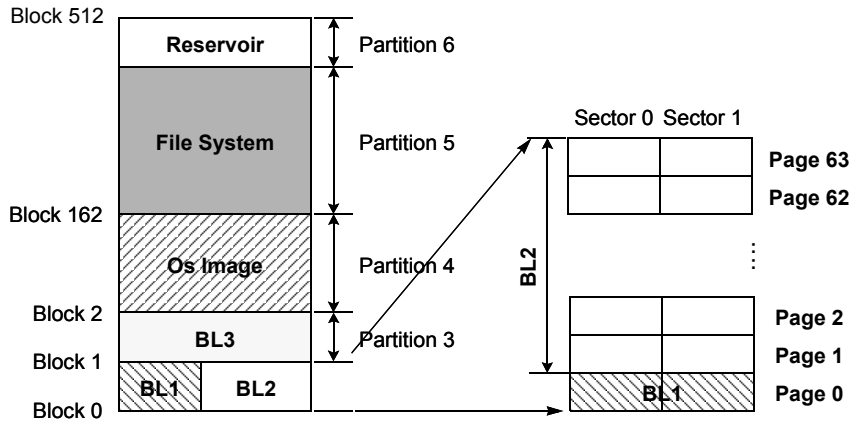 Block 512
Reservoir
Partition 6
File System
Partition 5
Block 162
Os Image
Partition 4
Block 2
BL3
Partition 3
Block 1
BL1
BL2
Block 0
Sector 0 Sector 1
Page 63
Page 62
BL2
Page 2
Page 1
BL1
Page 0